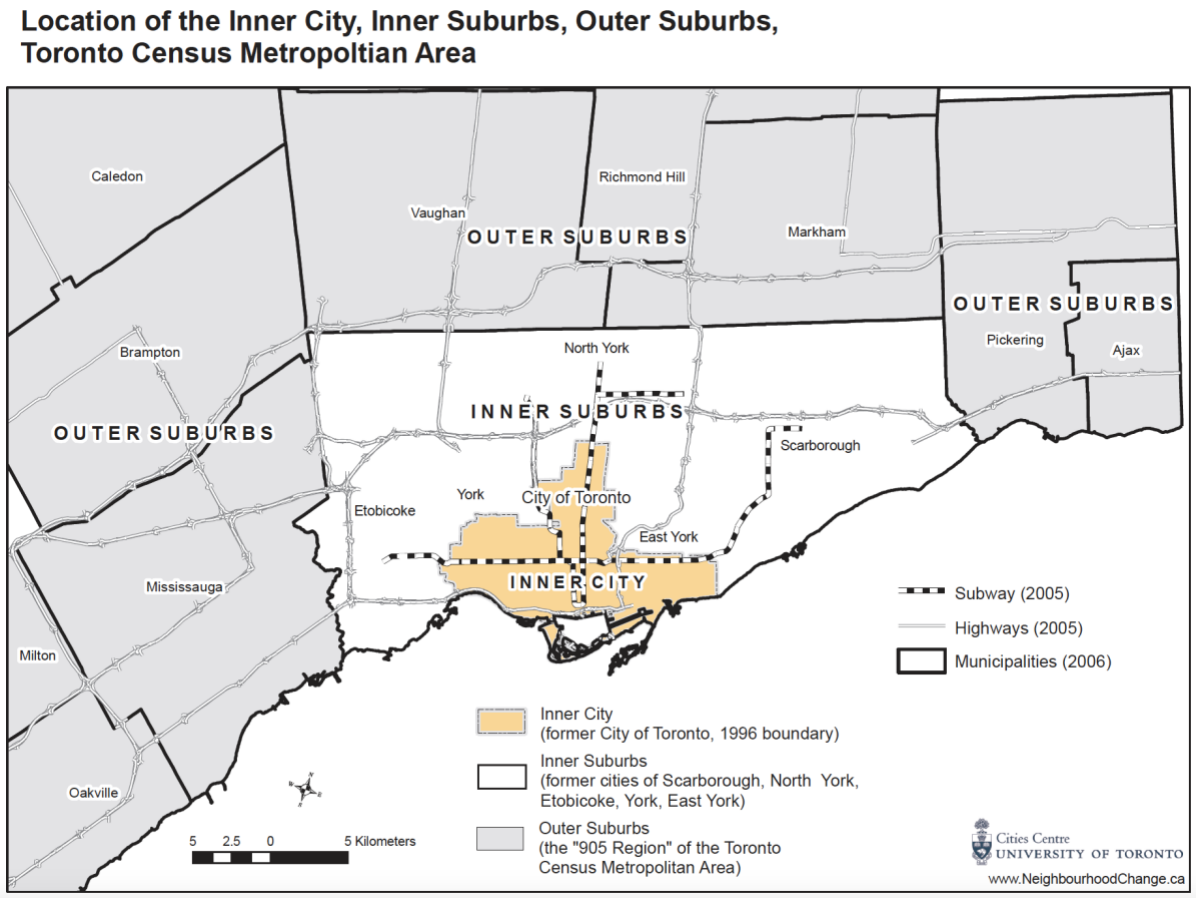 Location of the Inner City, Inner Suburbs, Outer Suburbs,
Toronto Census Metropoltian Area
Caledon
Richmond Hill
Vaughan
Markham
OUTER SUBURBS
OUTER SUBURBS
Pickering
Ajax
North York
Brampton
INNER SUBURBS
OUTER SUBURBS
Scarborough
York
City of Toronto
Etobicoke
East York
INNER CITY
Mississauga
Milton
Oakville
Subway (2005)
Highways (2005)
Municipalities (2006)
Inner City
(former City of Toronto, 1996 boundary)
Inner Suburbs
(former cities of Scarborough, North York,
Etobicoke, York, East York)
Outer Suburbs
(the "905 Region" of the Toronto
Census Metropolitan Area)
5 2.5 0 5 Kilometers
Cities Centre
UNIVERSITY OF TORONTO
www.NeighbourhoodChange.ca